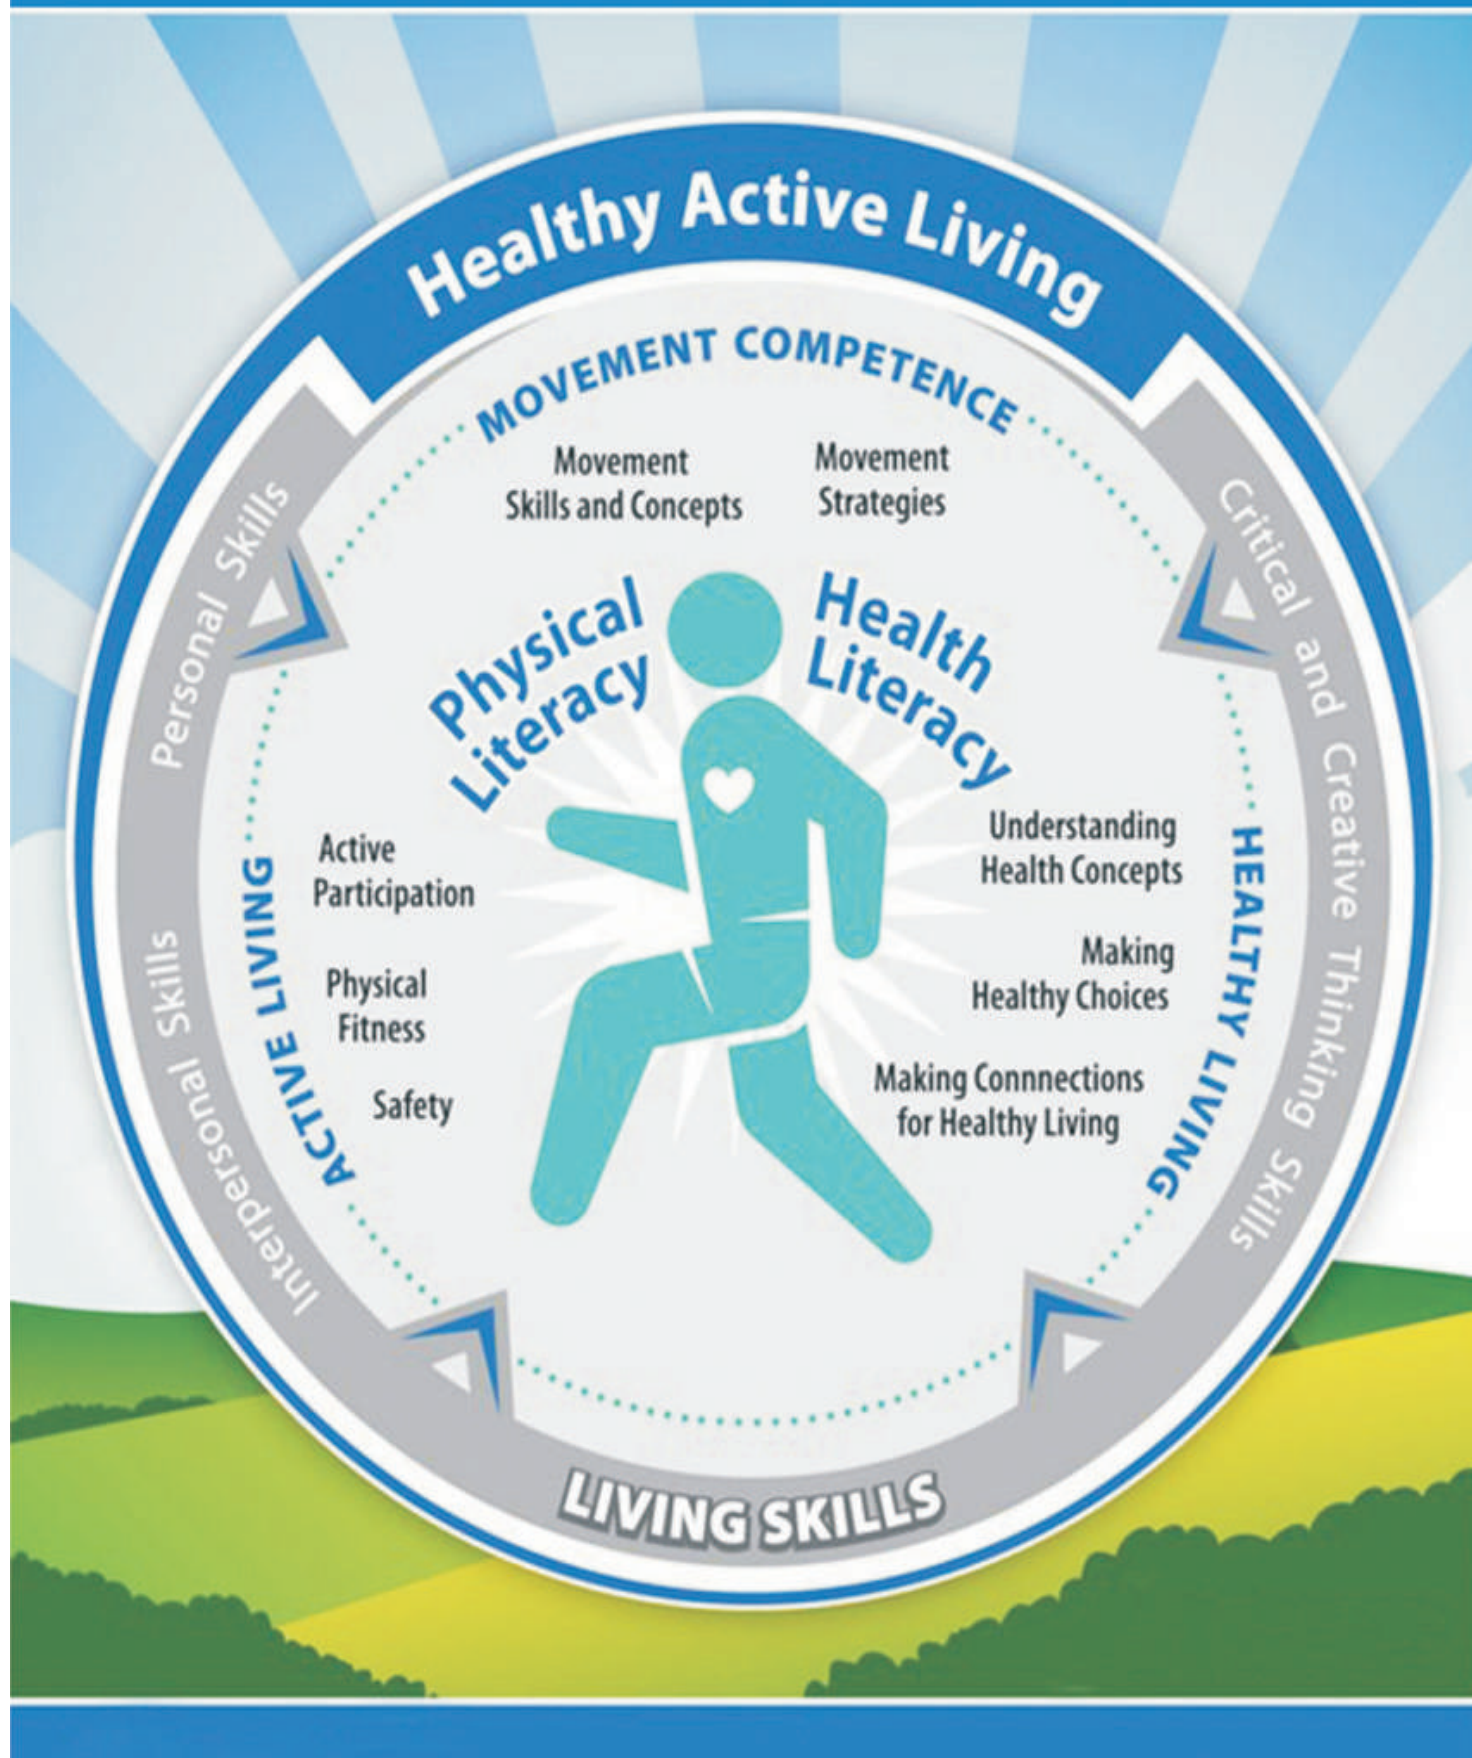 Healthy Active Living
MOVEMENT COMPETENCE
Movement
Skills and Concepts
Movement
Strategies
Physical
Literacy
Health
Literacy
Personal Skills
Interpersonal Skills
Critical and Creative Thinking Skills
ACTIVE LIVING
Active
Participation
Physical
Fitness
Safety
HEALTHY LIVING
Understanding
Health Concepts
Making
Healthy Choices
Making Connnections
for Healthy Living
LIVING SKILLS